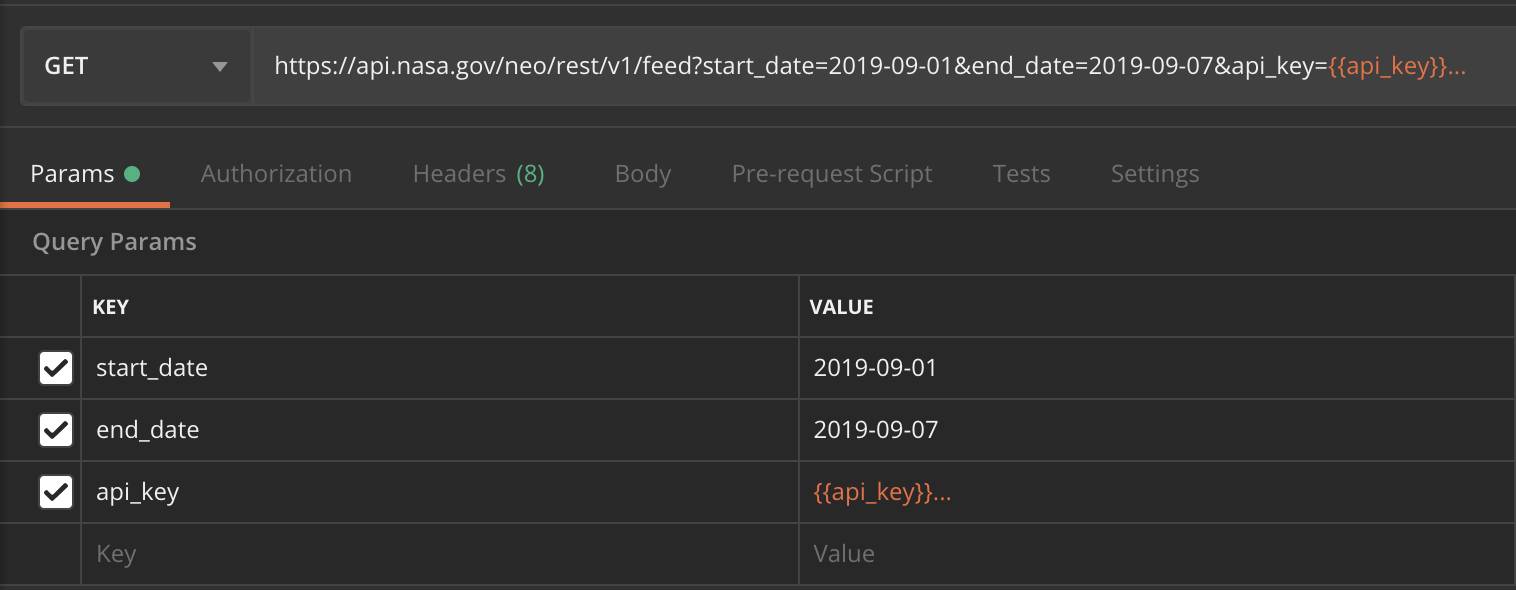 GET https://api.nasa.gov/neo/rest/v1/feed?start_date=2019-09-01&end_date=2019-09-07&api_key={{api_key}}...
Params Authorization Headers (8) Body Pre-request Script Tests Settings
Query Params
KEY VALUE
start_date 2019-09-01
end_date 2019-09-07
api_key {{api_key}}...
Key Value